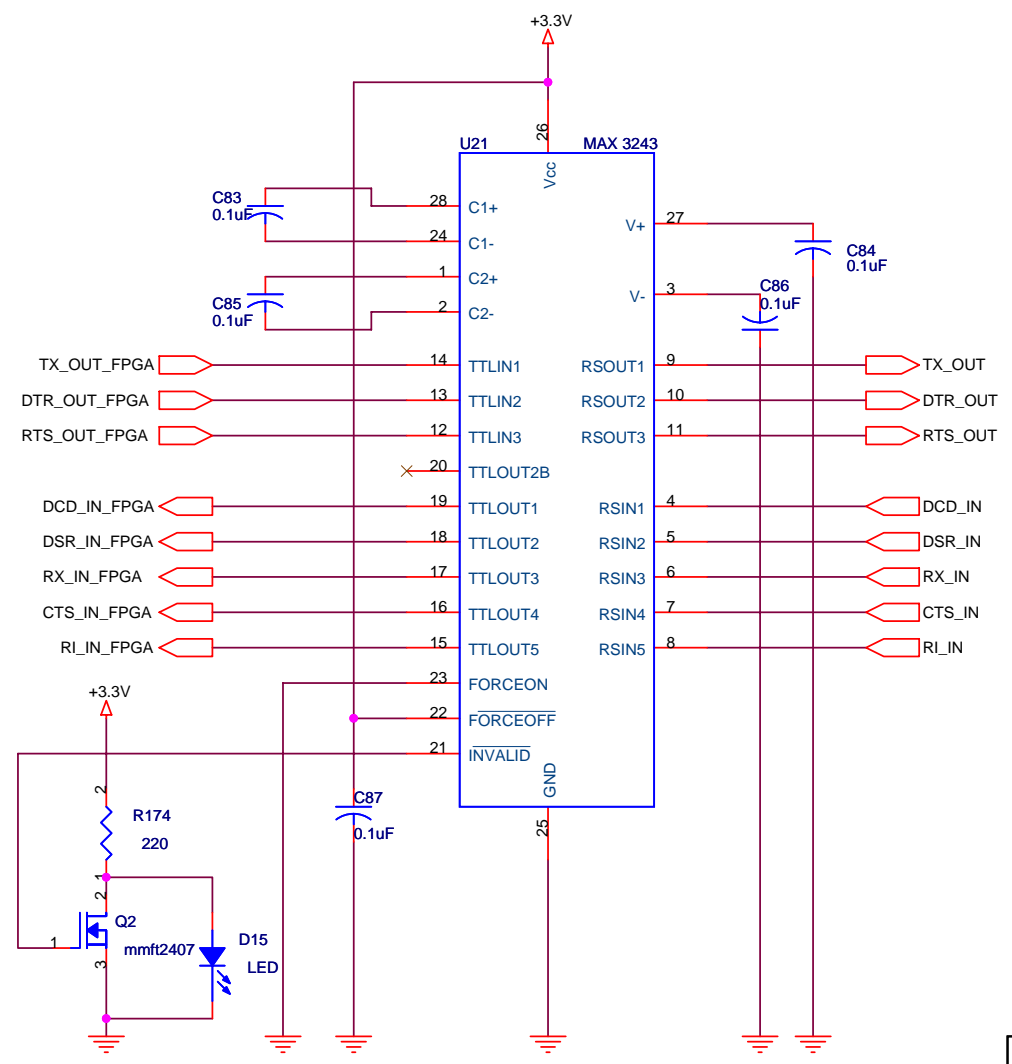 +3.3V
26
U21
MAX 3243
Vcc
C83
0.1uF
28
C1+
24
C1-
27
V+
C84
0.1uF
1
C2+
C85
0.1uF
2
C2-
3
V-
C86
0.1uF
TX_OUT_FPGA
14
TTLIN1
RSOUT1
9
TX_OUT
DTR_OUT_FPGA
13
TTLIN2
RSOUT2
10
DTR_OUT
RTS_OUT_FPGA
12
TTLIN3
RSOUT3
11
RTS_OUT
20
TTLOUT2B
DCD_IN_FPGA
19
TTLOUT1
RSIN1
4
DCD_IN
DSR_IN_FPGA
18
TTLOUT2
RSIN2
5
DSR_IN
RX_IN_FPGA
17
TTLOUT3
RSIN3
6
RX_IN
CTS_IN_FPGA
16
TTLOUT4
RSIN4
7
CTS_IN
RI_IN_FPGA
15
TTLOUT5
RSIN5
8
RI_IN
23
FORCEON
22
FORCEOFF
21
INVALID
GND
25
+3.3V
C87
0.1uF
2
R174
220
1
2
Q2
mmft2407
1
3
D15
LED